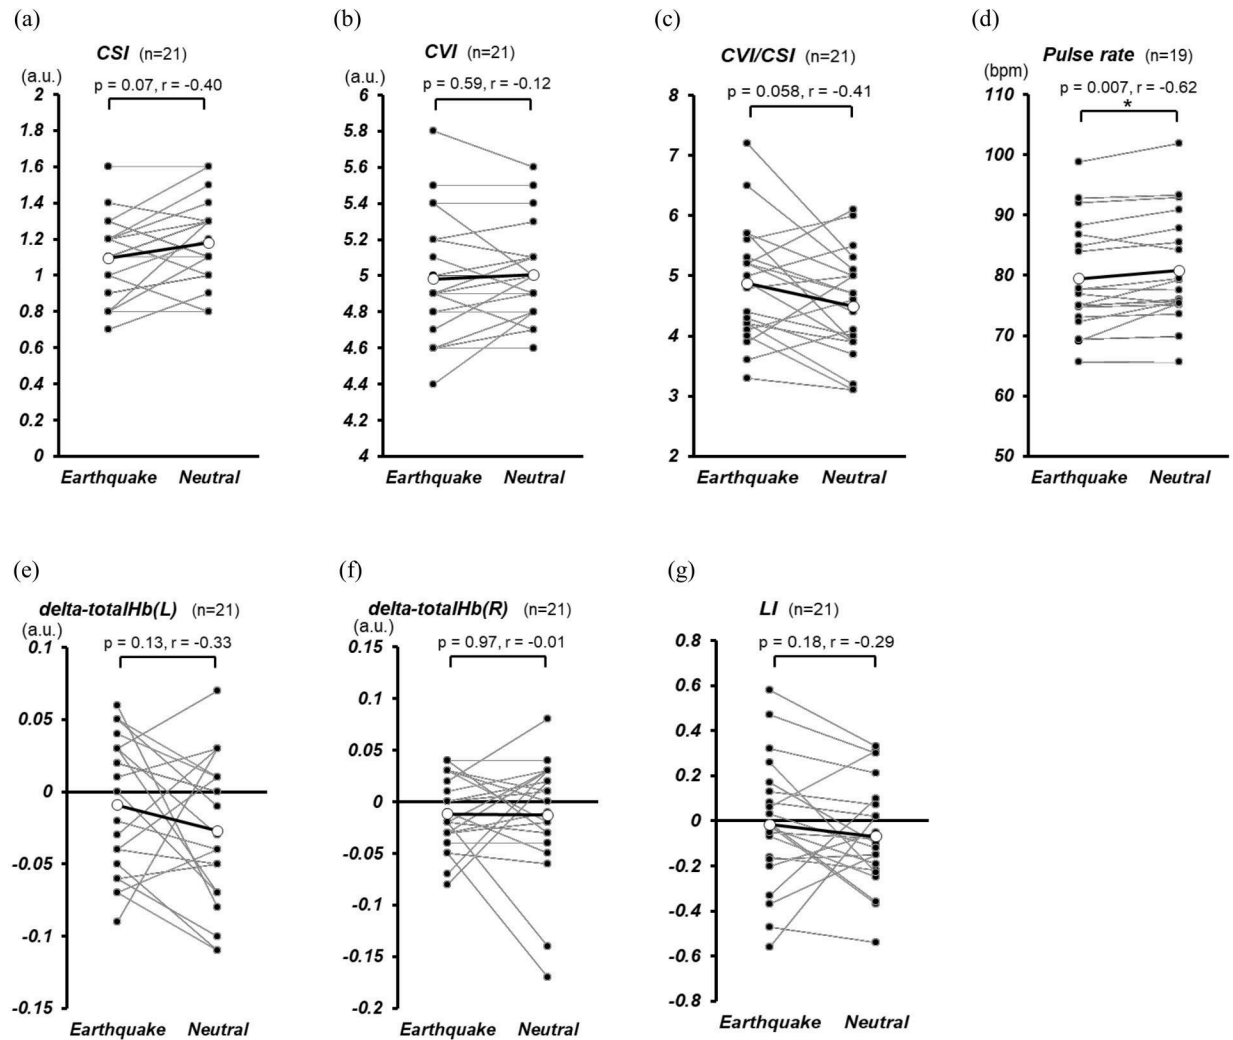 (a)
CSI (n=21)
(a.u.)
p = 0.07, r = -0.40
2
1.8
1.6
1.4
1.2
1
0.8
0.6
0.4
0.2
0
Earthquake Neutral
(b)
CVI (n=21)
(a.u.)
p = 0.59, r = -0.12
6
5.8
5.6
5.4
5.2
5
4.8
4.6
4.4
4.2
4
Earthquake Neutral
(c)
CVI/CSI (n=21)
p = 0.058, r = -0.41
8
7
6
5
4
3
2
Earthquake Neutral
(d)
Pulse rate (n=19)
(bpm)
p = 0.007, r = -0.62
*
110
100
90
80
70
60
50
Earthquake Neutral
(e)
delta-totalHb(L) (n=21)
(a.u.)
p = 0.13, r = -0.33
0.1
0.05
0
-0.05
-0.1
-0.15
Earthquake Neutral
(f)
delta-totalHb(R) (n=21)
(a.u.)
p = 0.97, r = -0.01
0.15
0.1
0.05
0
-0.05
-0.1
-0.15
-0.2
Earthquake Neutral
(g)
LI (n=21)
p = 0.18, r = -0.29
0.8
0.6
0.4
0.2
0
-0.2
-0.4
-0.6
-0.8
Earthquake Neutral